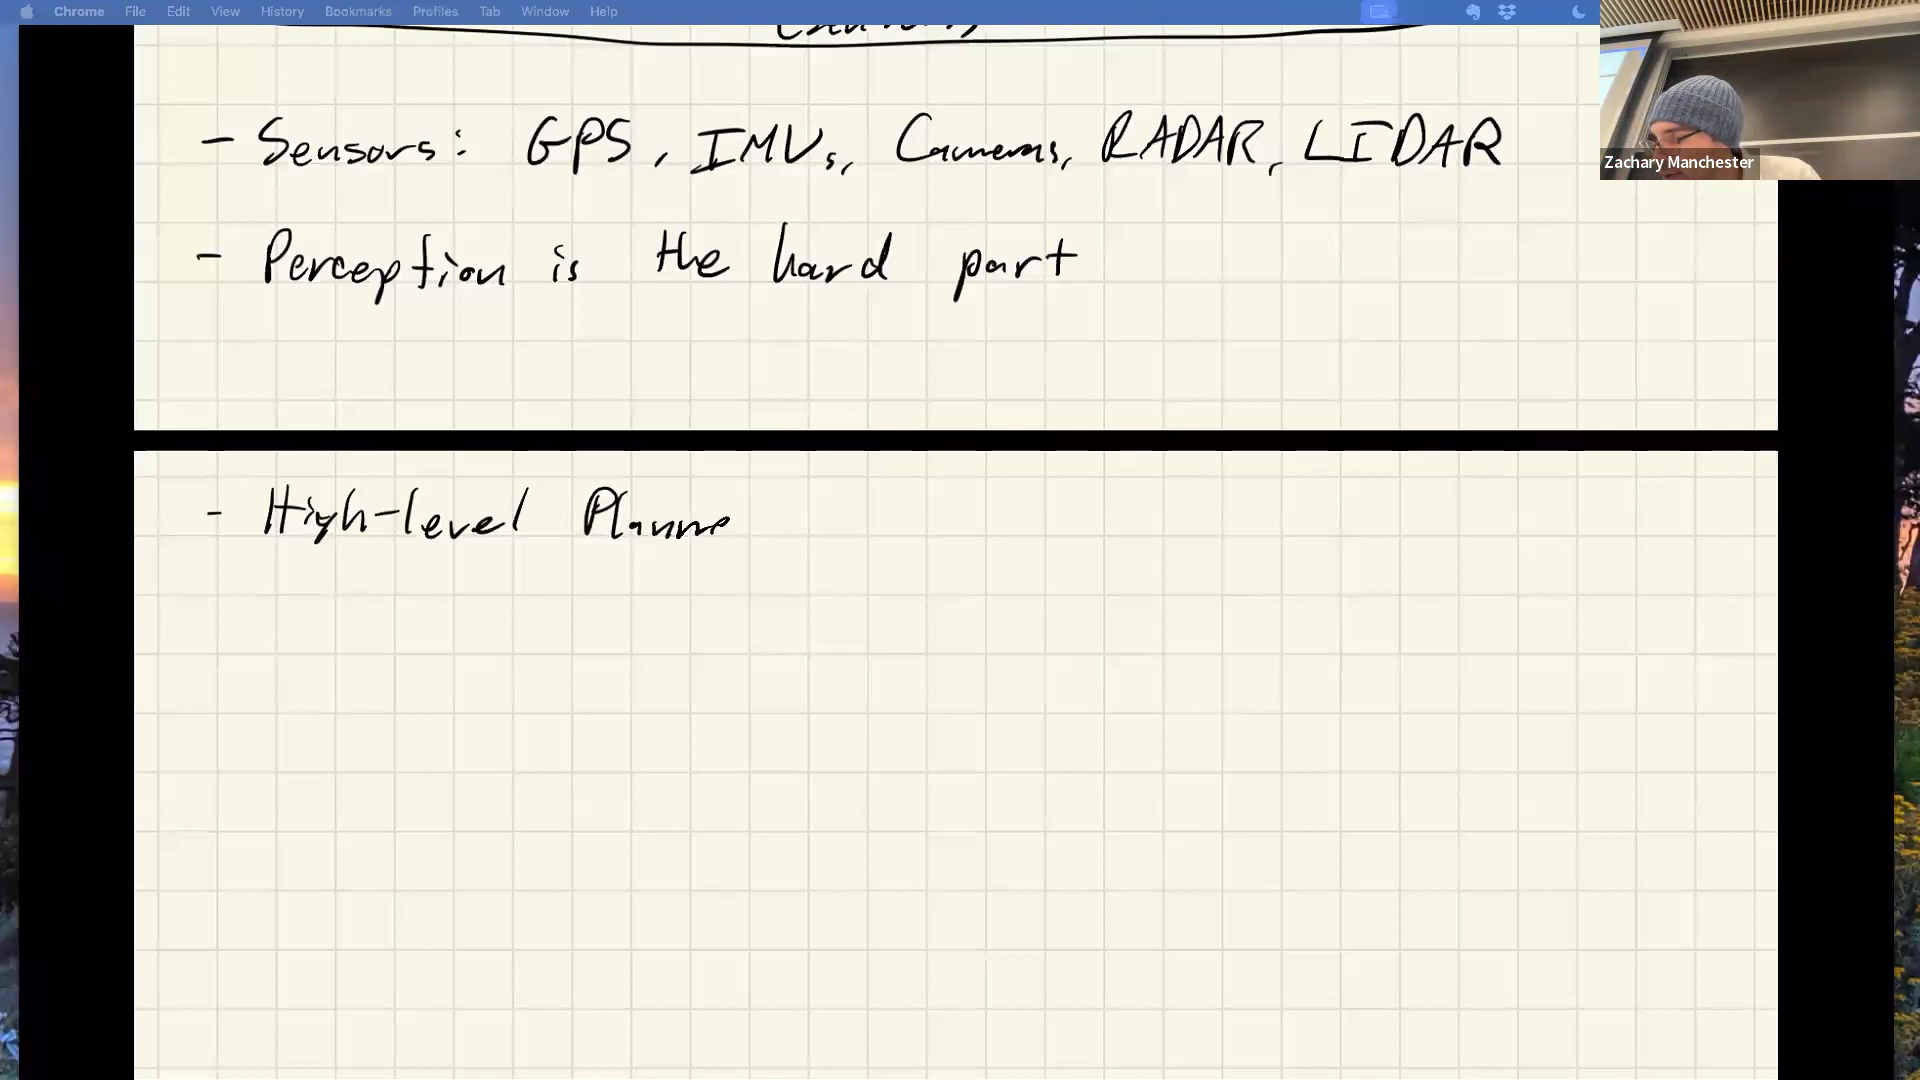 Chrome File Edit View History Bookmarks Profiles Tab Window Help
- Sensors: GPS, IMUs, Cameras, RADAR, LIDAR
Zachary Manchester
- Perception is the hard part
- High-level Planne